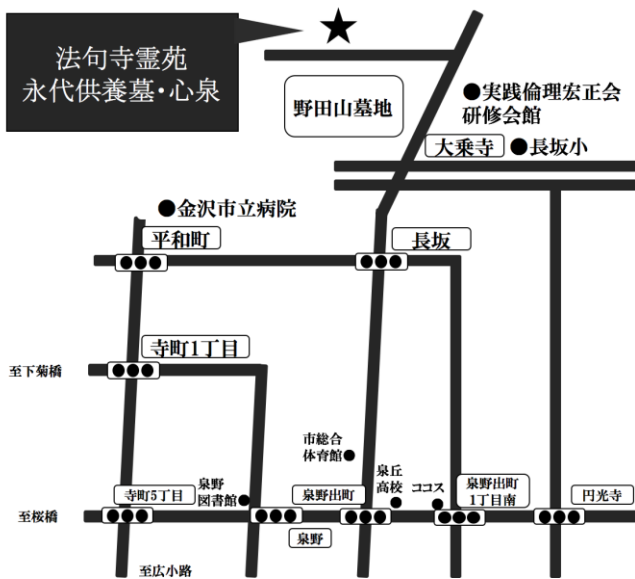 法句寺霊苑
永代供養墓・心泉
野田山墓地
●実践倫理宏正会
研修会館
大乗寺
●長坂小
●金沢市立病院
平和町
長坂
寺町1丁目
至下菊橋
市総合
体育館●
泉野
図書館●
泉丘
高校
ココス
寺町5丁目
泉野出町
泉野出町
1丁目南
円光寺
至桜橋
泉野
至広小路